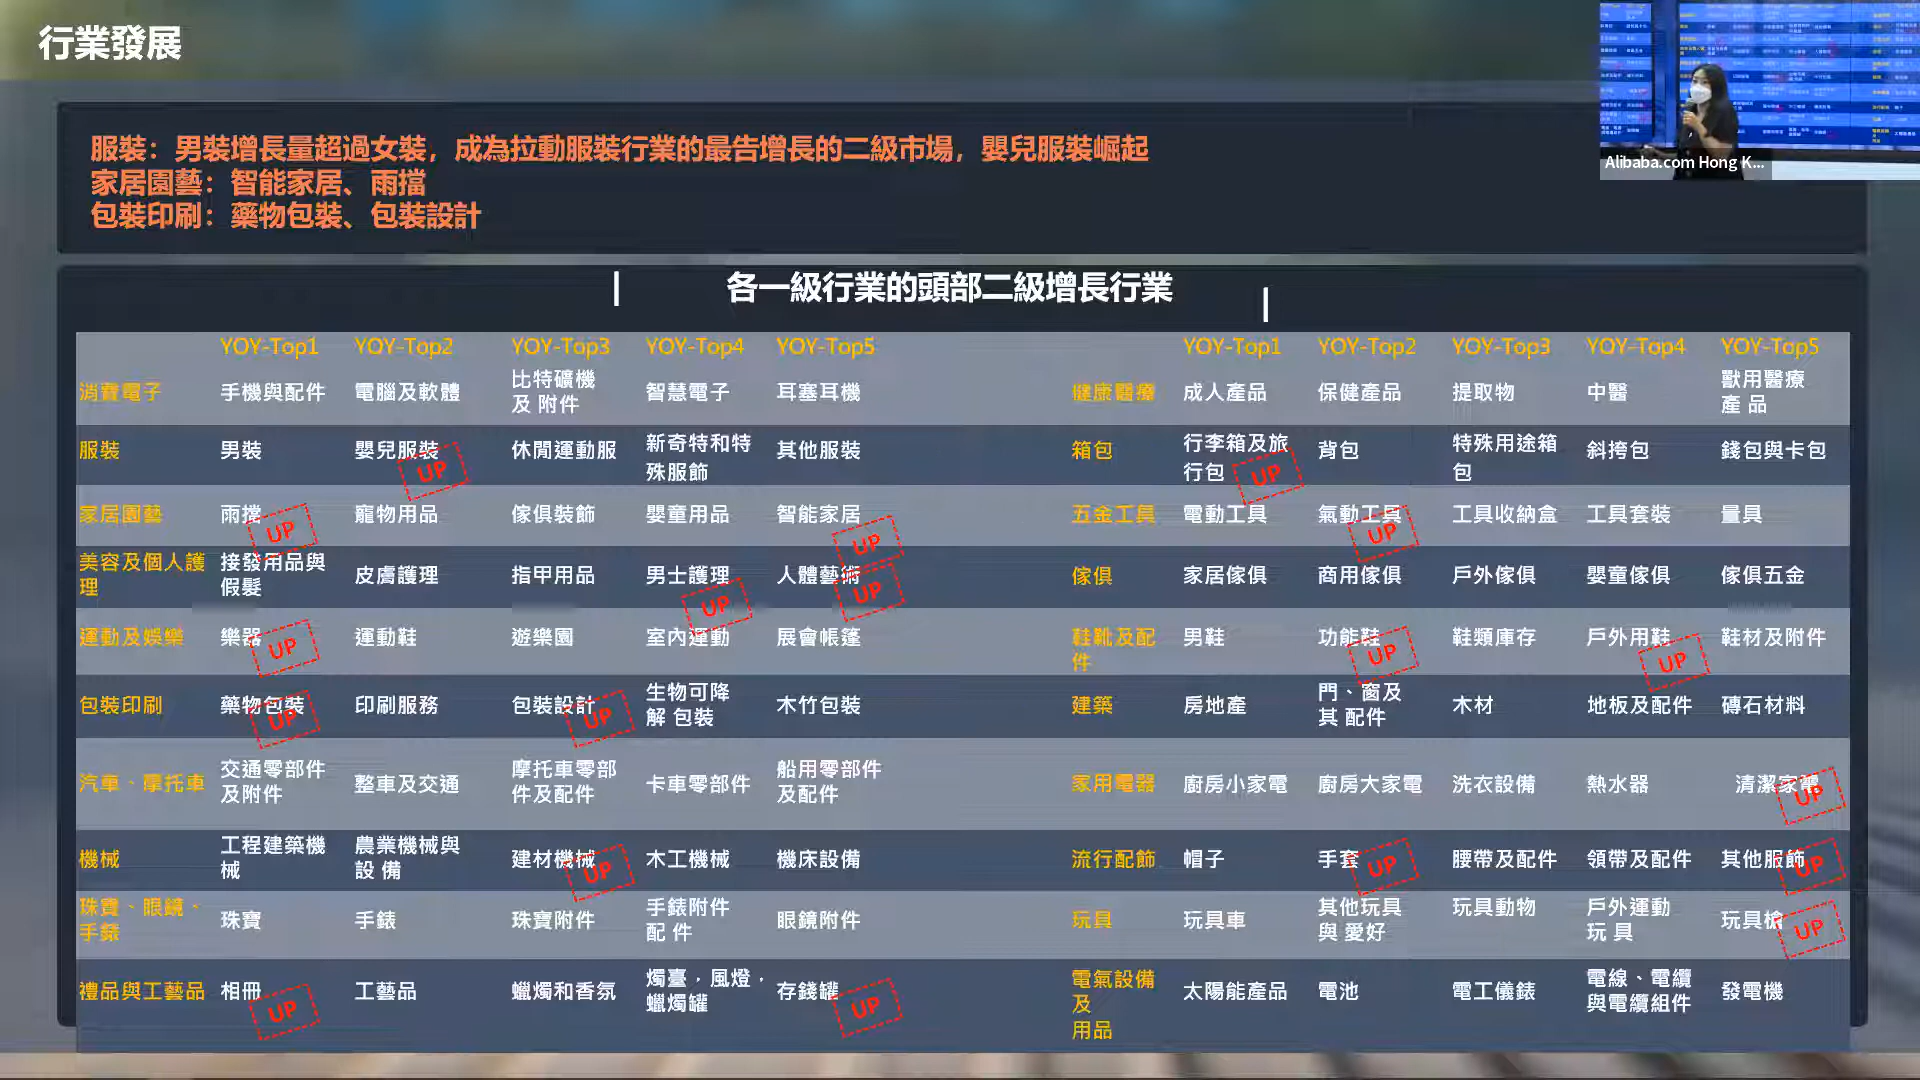 行業發展
服裝：男裝增長量超過女裝，成為拉動服裝行業的最告增長的二級市場，嬰兒服裝崛起
家居園藝：智能家居、雨擋
包裝印刷：藥物包裝、包裝設計
Alibaba.com Hong K...
| 各一級行業的頭部二級增長行業 |
YOY-Top1 YOY-Top2 YOY-Top3 YOY-Top4 YOY-Top5 YOY-Top1 YOY-Top2 YOY-Top3 YOY-Top4 YOY-Top5
消費電子 手機與配件 電腦及軟體 比特礦機及 附件 智慧電子 耳塞耳機 健康醫療 成人產品 保健產品 提取物 中醫 獸用醫療產 品
服裝 男裝 嬰兒服裝 UP 休閒運動服 新奇特和特殊服飾 其他服裝 箱包 行李箱及旅行包 UP 背包 特殊用途箱包 斜挎包 錢包與卡包
家居園藝 雨擋 UP 寵物用品 傢俱裝飾 嬰童用品 智能家居 UP 五金工具 電動工具 氣動工具 UP 工具收納盒 工具套裝 量具
美容及個人護理 接發用品與假髮 皮膚護理 指甲用品 男士護理 UP 人體藝術 UP 傢俱 家居傢俱 商用傢俱 戶外傢俱 嬰童傢俱 傢俱五金
運動及娛樂 樂器 UP 運動鞋 遊樂園 室內運動 展會帳篷 鞋靴及配件 男鞋 功能鞋 UP 鞋類庫存 戶外用鞋 UP 鞋材及附件
包裝印刷 藥物包裝 UP 印刷服務 包裝設計 UP 生物可降解 包裝 木竹包裝 建築 房地產 門、窗及其 配件 木材 地板及配件 磚石材料
汽車、摩托車 交通零部件及附件 整車及交通 摩托車零部件及配件 卡車零部件 船用零部件及配件 家用電器 廚房小家電 廚房大家電 洗衣設備 熱水器 清潔家電 UP
機械 工程建築機械 農業機械與設 備 建材機械 UP 木工機械 機床設備 流行配飾 帽子 手套 UP 腰帶及配件 領帶及配件 其他服飾 UP
珠寶、眼鏡、手錶 珠寶 手錶 珠寶附件 手錶附件配 件 眼鏡附件 玩具 玩具車 其他玩具與 愛好 玩具動物 戶外運動玩 具 玩具槍 UP
禮品與工藝品 相冊 UP 工藝品 蠟燭和香氛 燭臺，風燈，蠟燭罐 存錢罐 UP 電氣設備及用品 太陽能產品 電池 電工儀錶 電線、電纜與電纜組件 發電機